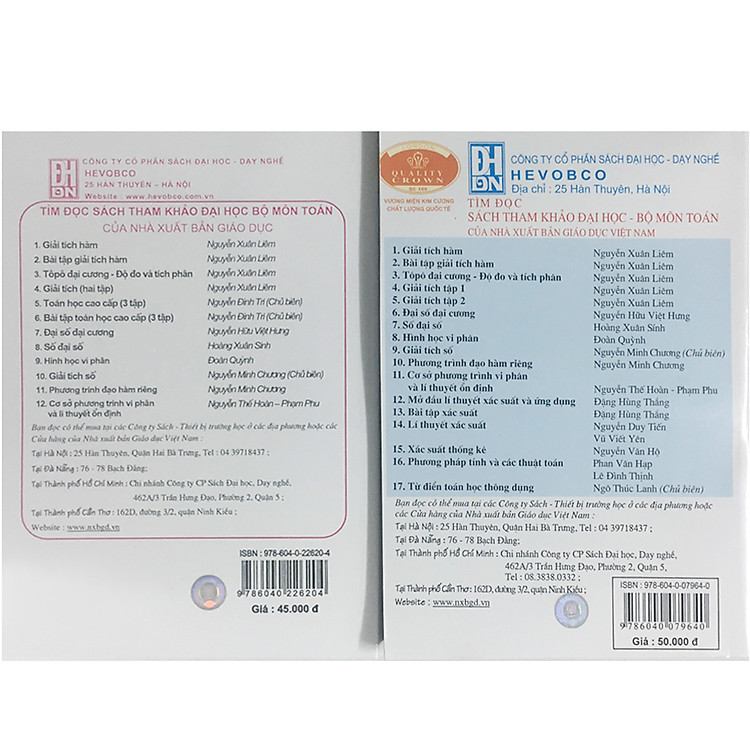 ĐH
ĐN
CÔNG TY CỔ PHẦN SÁCH ĐẠI HỌC - DẠY NGHỀ
HEVOBCO
25 HÀN THUYÊN – HÀ NỘI
Website : www.hevobco.com.vn
TÌM ĐỌC SÁCH THAM KHẢO ĐẠI HỌC BỘ MÔN TOÁN
CỦA NHÀ XUẤT BẢN GIÁO DỤC
1. Giải tích hàm Nguyễn Xuân Liêm
2. Bài tập giải tích hàm Nguyễn Xuân Liêm
3. Tôpô đại cương - Độ đo và tích phân Nguyễn Xuân Liêm
4. Giải tích (hai tập) Nguyễn Xuân Liêm
5. Toán học cao cấp (3 tập) Nguyễn Đình Trí (Chủ biên)
6. Bài tập toán học cao cấp (3 tập) Nguyễn Đình Trí (Chủ biên)
7. Đại số đại cương Nguyễn Hữu Việt Hưng
8. Số đại số Hoàng Xuân Sính
9. Hình học vi phân Đoàn Quỳnh
10. Giải tích số Nguyễn Minh Chương (Chủ biên)
11. Phương trình đạo hàm riêng Nguyễn Minh Chương
12. Cơ sở phương trình vi phân
và lí thuyết ổn định Nguyễn Thế Hoàn – Phạm Phu
Bạn đọc có thể mua tại các Công ty Sách - Thiết bị trường học ở các địa phương hoặc các
Cửa hàng của Nhà xuất bản Giáo dục Việt Nam :
Tại Hà Nội : 25 Hàn Thuyên, Quận Hai Bà Trưng, Tel : 04 39718437 ;
Tại Đà Nẵng : 76 - 78 Bạch Đằng;
Tại Thành phố Hồ Chí Minh : Chi nhánh Công ty CP Sách Đại học, Dạy nghề,
462A/3 Trần Hưng Đạo, Phường 2, Quận 5 ;
Tại Thành phố Cần Thơ : 162D, đường 3/2, quận Ninh Kiều ;
Website : www.nxbgd.vn
ISBN : 978-604-0-22620-4
9 786040 226204
Giá : 45.000 đ
LONDON
QUALITY
CROWN
VƯƠNG MIỆN KIM CƯƠNG
CHẤT LƯỢNG QUỐC TẾ
ĐH
ĐN
CÔNG TY CỔ PHẦN SÁCH ĐẠI HỌC - DẠY NGHỀ
HEVOBCO
Địa chỉ : 25 Hàn Thuyên, Hà Nội
TÌM ĐỌC
SÁCH THAM KHẢO ĐẠI HỌC - BỘ MÔN TOÁN
CỦA NHÀ XUẤT BẢN GIÁO DỤC VIỆT NAM
1. Giải tích hàm Nguyễn Xuân Liêm
2. Bài tập giải tích hàm Nguyễn Xuân Liêm
3. Tôpô đại cương - Độ đo và tích phân Nguyễn Xuân Liêm
4. Giải tích tập 1 Nguyễn Xuân Liêm
5. Giải tích tập 2 Nguyễn Xuân Liêm
6. Đại số đại cương Nguyễn Hữu Việt Hưng
7. Số đại số Hoàng Xuân Sính
8. Hình học vi phân Đoàn Quỳnh
9. Giải tích số Nguyễn Minh Chương (Chủ biên)
10. Phương trình đạo hàm riêng Nguyễn Minh Chương
11. Cơ sở phương trình vi phân
và lí thuyết ổn định Nguyễn Thế Hoàn - Phạm Phu
12. Mở đầu lí thuyết xác suất và ứng dụng Đặng Hùng Thắng
13. Bài tập xác suất Đặng Hùng Thắng
14. Lí thuyết xác suất Nguyễn Duy Tiến
Vũ Viết Yên
15. Xác suất thống kê Nguyễn Văn Hộ
16. Phương pháp tính và các thuật toán Phan Văn Hạp
Lê Đình Thịnh
17. Từ điển toán học thông dụng Ngô Thúc Lanh (Chủ biên)
Bạn đọc có thể mua tại các Công ty Sách - Thiết bị trường học ở các địa phương hoặc
các Cửa hàng của Nhà xuất bản Giáo dục Việt Nam :
Tại Hà Nội : 25 Hàn Thuyên, Quận Hai Bà Trưng, Tel : 04 39718437 ;
Tại Đà Nẵng : 76 - 78 Bạch Đằng;
Tại Thành phố Hồ Chí Minh : Chi nhánh Công ty CP Sách Đại học, Dạy nghề,
462A/3 Trần Hưng Đạo, Phường 2, Quận 5,
Tel : 08.3838.0332 ;
Tại Thành phố Cần Thơ : 162D, đường 3/2, quận Ninh Kiều ;
Website : www.nxbgd.vn
ISBN : 978-604-0-07964-0
9 786040 079640
Giá : 50.000 đ